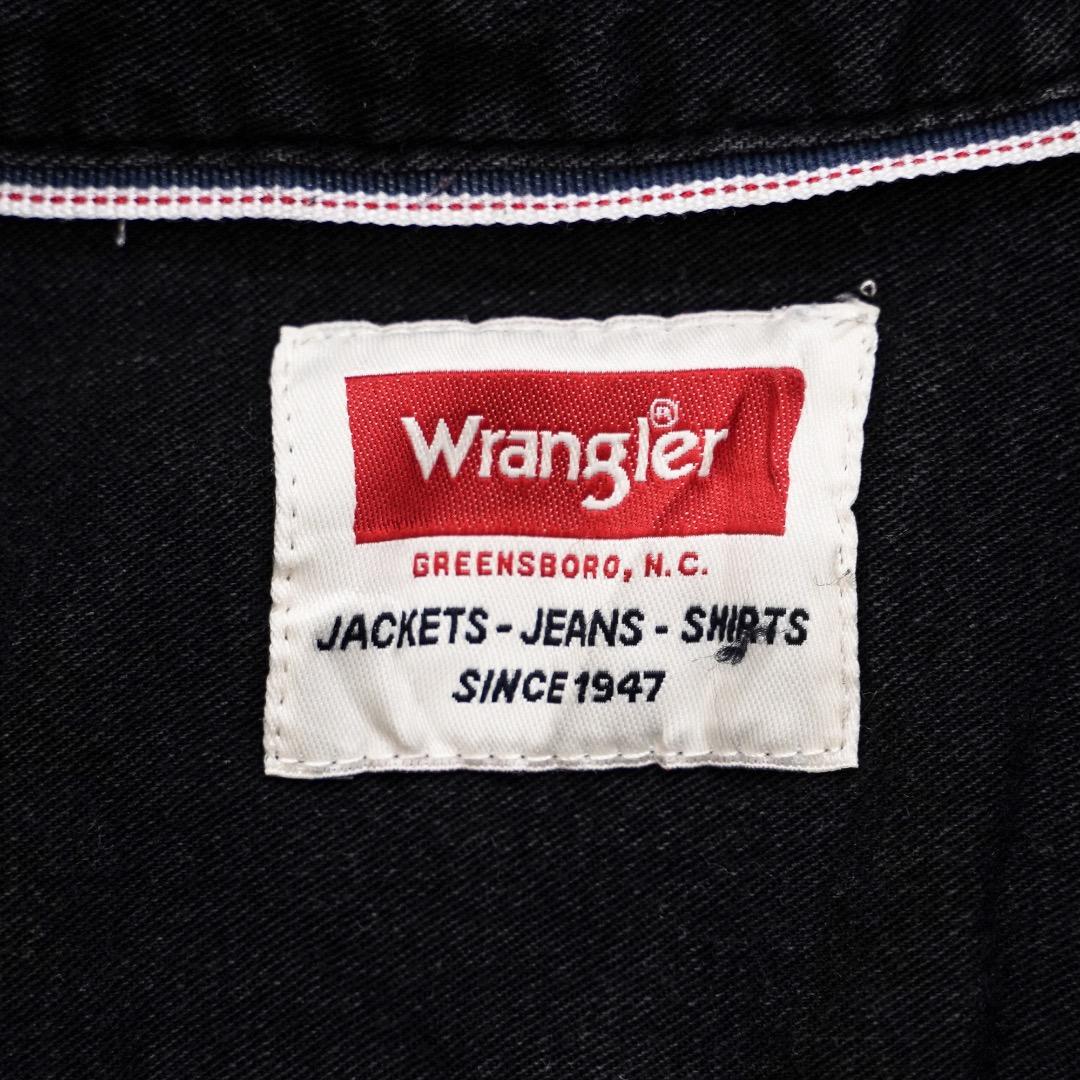 Wrangler®
GREENSBORO, N.C.
JACKETS - JEANS - SHIRTS
SINCE 1947